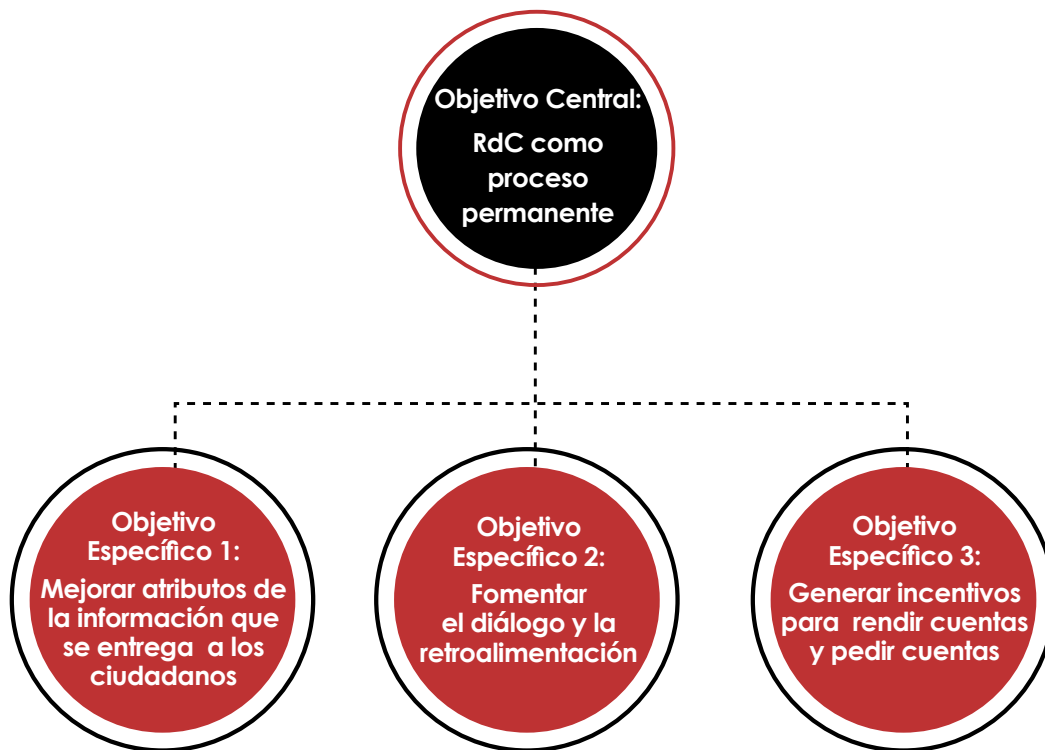 Objetivo Central:
RdC como
proceso
permanente
Objetivo
Específico 1:
Mejorar atributos de
la información que
se entrega a los
ciudadanos
Objetivo
Específico 2:
Fomentar
el diálogo y la
retroalimentación
Objetivo
Específico 3:
Generar incentivos
para rendir cuentas
y pedir cuentas